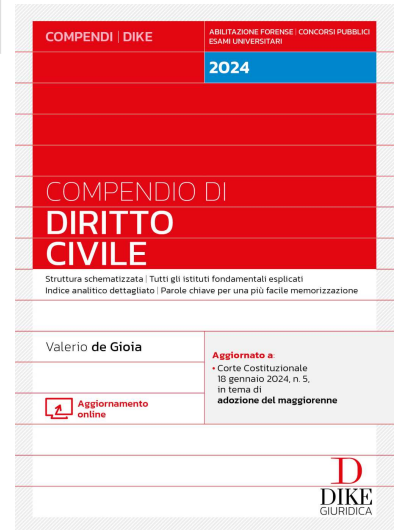 COMPENDI | DIKE
ABILITAZIONE FORENSE | CONCORSI PUBBLICI
ESAMI UNIVERSITARI
2024
COMPENDIO DI
DIRITTO
CIVILE
Struttura schematizzata | Tutti gli istituti fondamentali esplicati
Indice analitico dettagliato | Parole chiave per una più facile memorizzazione
Valerio de Gioia
Aggiornamento
online
Aggiornato a:
• Corte Costituzionale
18 gennaio 2024, n. 5,
in tema di
adozione del maggiorenne
D
DIKE
GIURIDICA